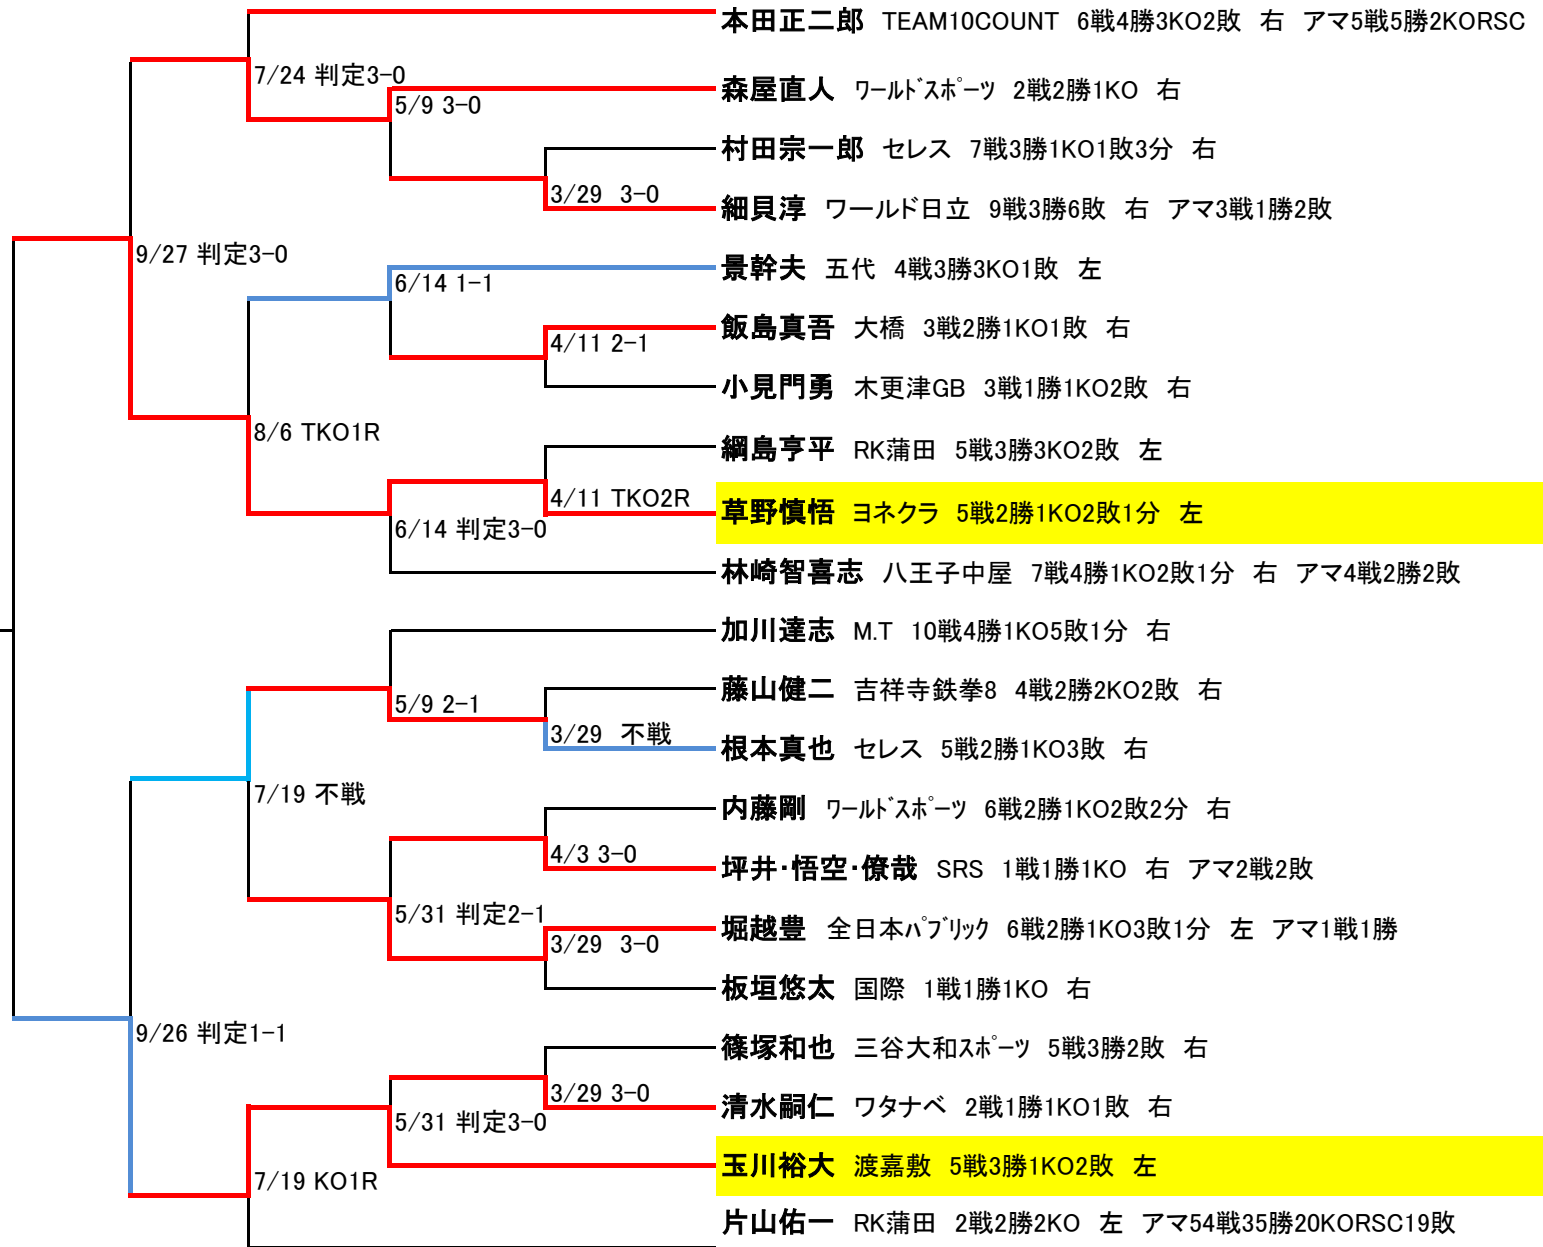 本田正二郎 TEAM10COUNT 6戦4勝3KO2敗 右 アマ5戦5勝2KORSC
7/24 判定3-0
森屋直人 ワールドスポーツ 2戦2勝1KO 右
5/9 3-0
村田宗一郎 セレス 7戦3勝1KO1敗3分 右
3/29 3-0
細貝淳 ワールド日立 9戦3勝6敗 右 アマ3戦1勝2敗
9/27 判定3-0
景幹夫 五代 4戦3勝3KO1敗 左
6/14 1-1
飯島真吾 大橋 3戦2勝1KO1敗 右
4/11 2-1
小見門勇 木更津GB 3戦1勝1KO2敗 右
8/6 TKO1R
綱島亨平 RK蒲田 5戦3勝3KO2敗 左
4/11 TKO2R
草野慎悟 ヨネクラ 5戦2勝1KO2敗1分 左
6/14 判定3-0
林崎智喜志 八王子中屋 7戦4勝1KO2敗1分 右 アマ4戦2勝2敗
加川達志 M.T 10戦4勝1KO5敗1分 右
藤山健二 吉祥寺鉄拳8 4戦2勝2KO2敗 右
5/9 2-1
3/29 不戦
根本真也 セレス 5戦2勝1KO3敗 右
7/19 不戦
内藤剛 ワールドスポーツ 6戦2勝1KO2敗2分 右
4/3 3-0
坪井・悟空・僚哉 SRS 1戦1勝1KO 右 アマ2戦2敗
5/31 判定2-1
堀越豊 全日本パブリック 6戦2勝1KO3敗1分 左 アマ1戦1勝
3/29 3-0
板垣悠太 国際 1戦1勝1KO 右
9/26 判定1-1
篠塚和也 三谷大和スポーツ 5戦3勝2敗 右
3/29 3-0
清水嗣仁 ワタナベ 2戦1勝1KO1敗 右
5/31 判定3-0
玉川裕大 渡嘉敷 5戦3勝1KO2敗 左
7/19 KO1R
片山佑一 RK蒲田 2戦2勝2KO 左 アマ54戦35勝20KORSC19敗